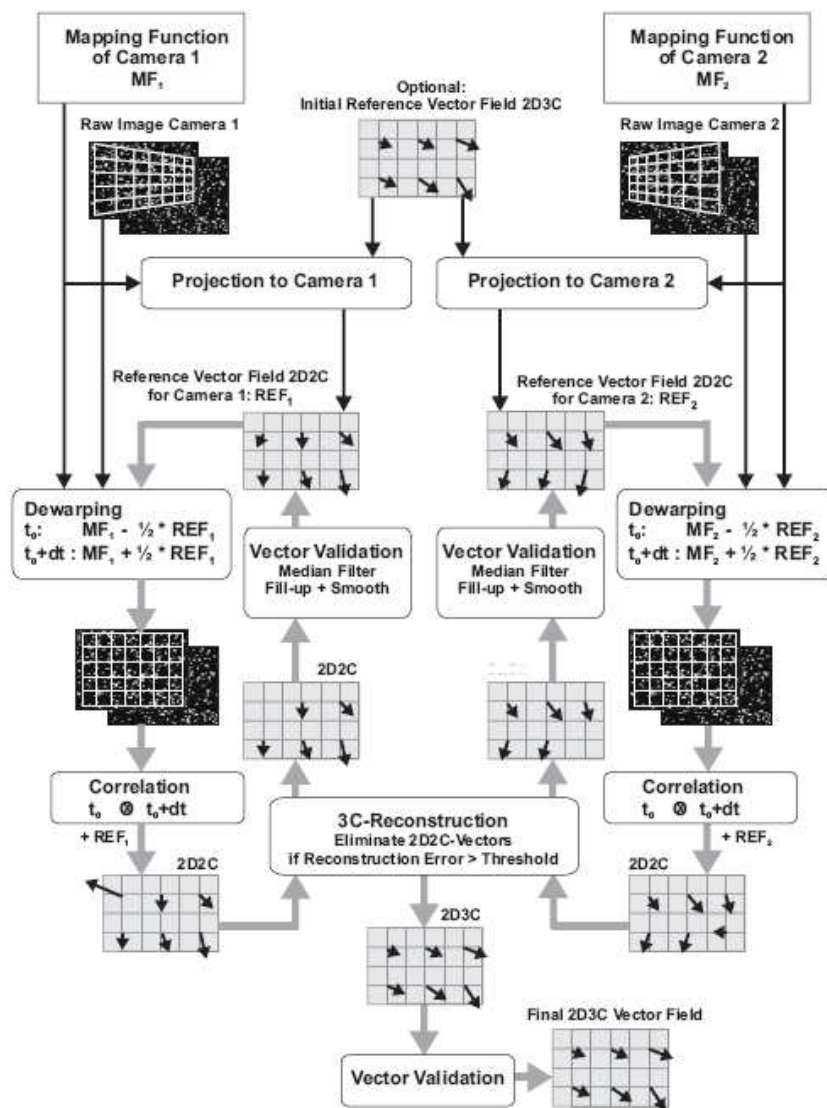 Mapping Function
of Camera 1
MF₁
Mapping Function
of Camera 2
MF₂
Optional:
Initial Reference Vector Field 2D3C
Raw Image Camera 1
Raw Image Camera 2
Projection to Camera 1
Projection to Camera 2
Reference Vector Field 2D2C
for Camera 1: REF₁
Reference Vector Field 2D2C
for Camera 2: REF₂
Dewarping
t₀: MF₁ - ½ * REF₁
t₀+dt : MF₁ + ½ * REF₁
Vector Validation
Median Filter
Fill-up + Smooth
Vector Validation
Median Filter
Fill-up + Smooth
Dewarping
t₀: MF₂ - ½ * REF₂
t₀+dt : MF₂ + ½ * REF₂
2D2C
Correlation
t₀ ⊗ t₀+dt
+ REF₁
2D2C
3C-Reconstruction
Eliminate 2D2C-Vectors
if Reconstruction Error > Threshold
Correlation
t₀ ⊗ t₀+dt
+ REF₂
2D2C
2D3C
Final 2D3C Vector Field
Vector Validation